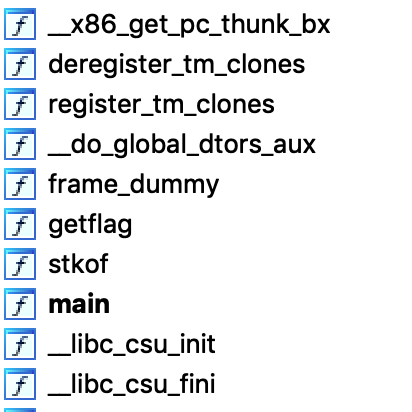 f __x86_get_pc_thunk_bx
f deregister_tm_clones
f register_tm_clones
f __do_global_dtors_aux
f frame_dummy
f getflag
f stkof
f main
f __libc_csu_init
f __libc_csu_fini